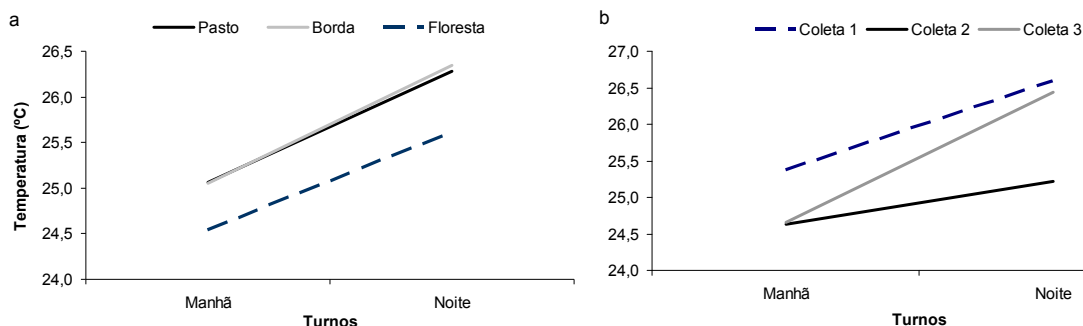 a
Pasto Borda Floresta
26,5
26,0
25,5
25,0
24,5
24,0
Temperatura (ºC)
Manhã Noite
Turnos
b
Coleta 1 Coleta 2 Coleta 3
27,0
26,5
26,0
25,5
25,0
24,5
24,0
Manhã Noite
Turnos